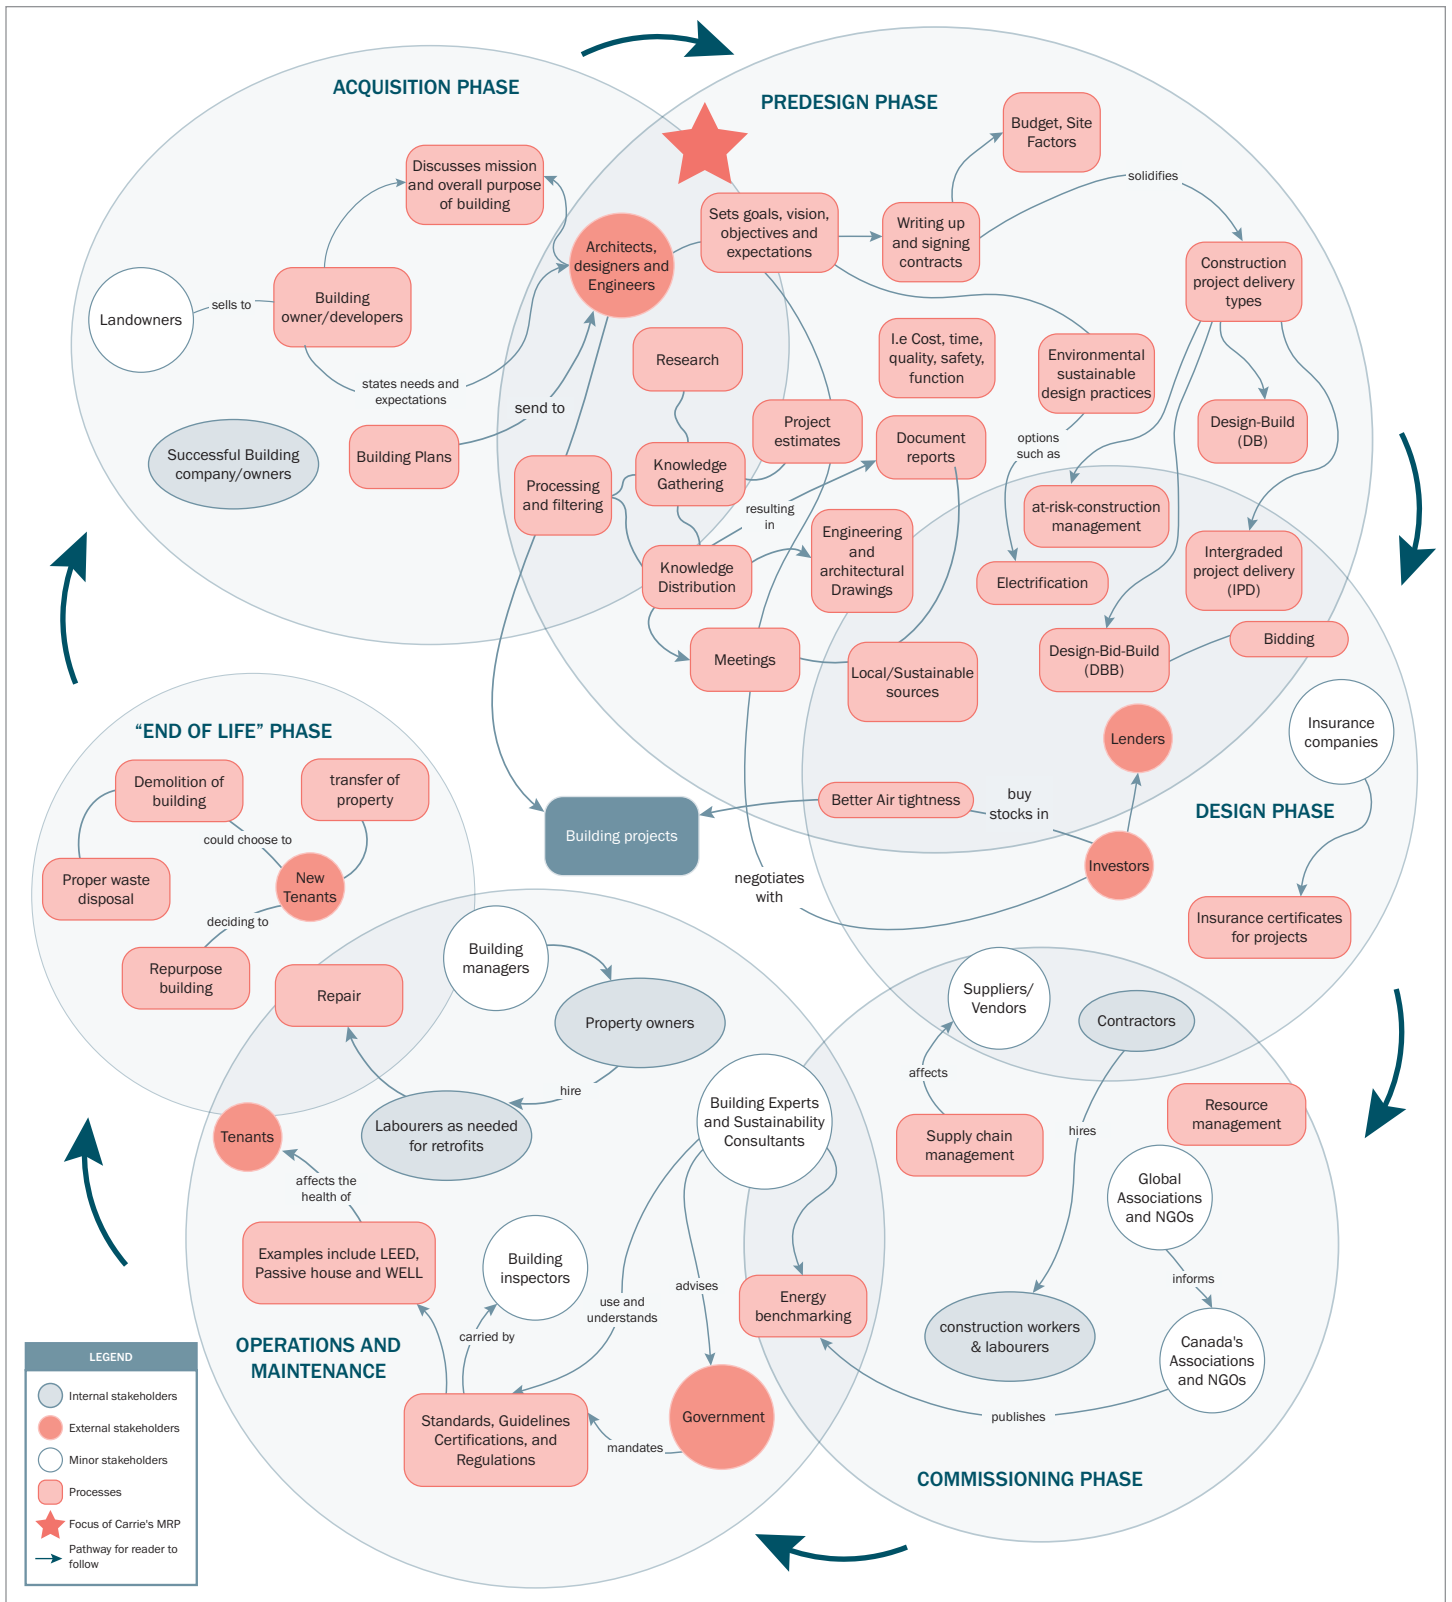 ACQUISITION PHASE
PREDESIGN PHASE
Discusses mission
and overall purpose
of building
Landowners
sells to
Building
owner/developers
states needs and
expectations
Successful Building
company/owners
Building Plans
send to
Architects,
designers and
Engineers
Sets goals, vision,
objectives and
expectations
Writing up
and signing
contracts
Budget, Site
Factors
solidifies
Construction
project delivery
types
I.e Cost, time,
quality, safety,
function
Environmental
sustainable
design practices
Design-Build
(DB)
options
such as
Research
Project
estimates
Document
reports
Processing
and filtering
Knowledge
Gathering
resulting
in
Knowledge
Distribution
Engineering
and
architectural
Drawings
at-risk-construction
management
Electrification
Intergraded
project delivery
(IPD)
Meetings
Local/Sustainable
sources
Design-Bid-Build
(DBB)
Bidding
"END OF LIFE" PHASE
Demolition of
building
transfer of
property
could choose to
Proper waste
disposal
New
Tenants
deciding to
Repurpose
building
Building projects
Better Air tightness
buy
stocks in
Lenders
Investors
negotiates
with
Insurance
companies
DESIGN PHASE
Insurance certificates
for projects
Building
managers
Repair
Property owners
hire
Labourers as needed
for retrofits
Tenants
affects the
health of
Examples include LEED,
Passive house and WELL
Building
inspectors
carried by
OPERATIONS AND
MAINTENANCE
Standards, Guidelines
Certifications, and
Regulations
Building Experts
and Sustainability
Consultants
use and
understands
advises
Government
mandates
Energy
benchmarking
Suppliers/
Vendors
Contractors
affects
Supply chain
management
hires
Resource
management
Global
Associations
and NGOs
informs
construction workers
& labourers
Canada's
Associations
and NGOs
publishes
COMMISSIONING PHASE
LEGEND
Internal stakeholders
External stakeholders
Minor stakeholders
Processes
Focus of Carrie's MRP
Pathway for reader to
follow